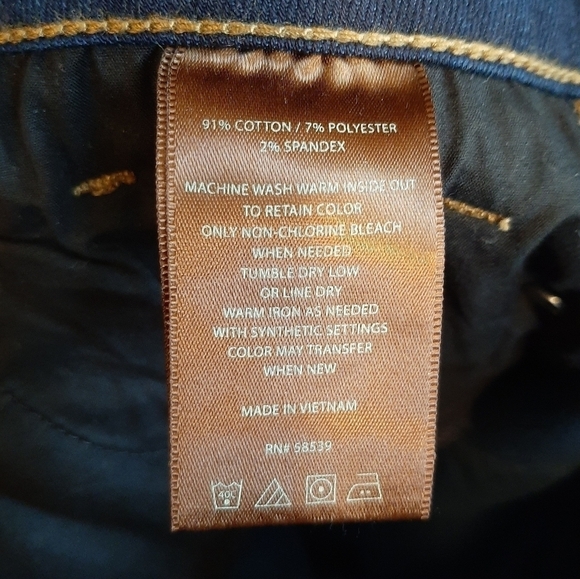 91% COTTON / 7% POLYESTER
2% SPANDEX
MACHINE WASH WARM INSIDE OUT
TO RETAIN COLOR
ONLY NON-CHLORINE BLEACH
WHEN NEEDED
TUMBLE DRY LOW
OR LINE DRY
WARM IRON AS NEEDED
WITH SYNTHETIC SETTINGS
COLOR MAY TRANSFER
WHEN NEW
MADE IN VIETNAM
RN# 58539
40C